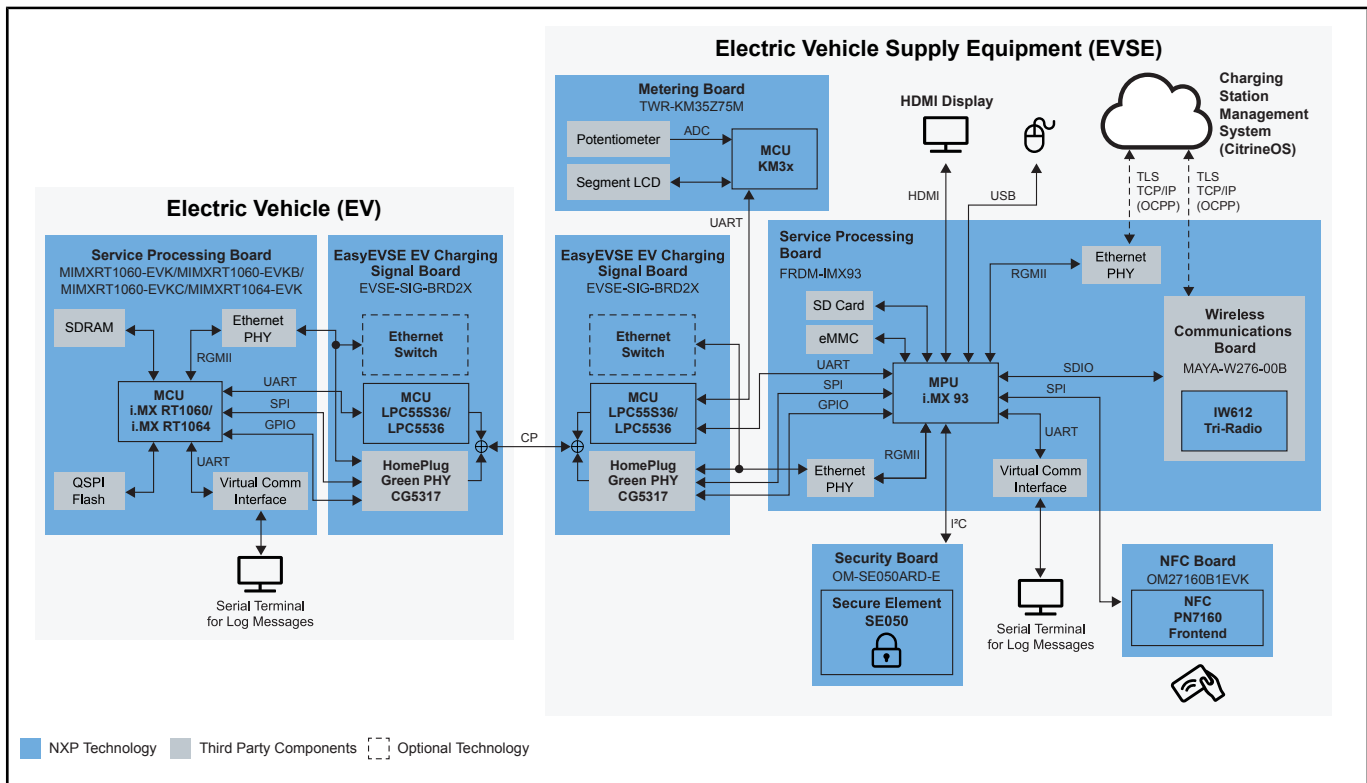 Electric Vehicle Supply Equipment (EVSE)
Metering Board
TWR-KM35Z75M
Potentiometer
ADC
MCU
KM3x
Segment LCD
UART
HDMI Display
HDMI
USB
Charging
Station
Management
System
(CitrineOS)
TLS
TCP/IP
(OCPP)
TLS
TCP/IP
(OCPP)
Electric Vehicle (EV)
Service Processing Board
MIMXRT1060-EVK/MIMXRT1060-EVKB/
MIMXRT1060-EVKC/MIMXRT1064-EVK
SDRAM
Ethernet
PHY
RGMII
MCU
i.MX RT1060/
i.MX RT1064
UART
SPI
GPIO
UART
QSPI
Flash
Virtual Comm
Interface
Serial Terminal
for Log Messages
EasyEVSE EV Charging
Signal Board
EVSE-SIG-BRD2X
Ethernet
Switch
MCU
LPC55S36/
LPC5536
HomePlug
Green PHY
CG5317
CP
EasyEVSE EV Charging
Signal Board
EVSE-SIG-BRD2X
Ethernet
Switch
MCU
LPC55S36/
LPC5536
HomePlug
Green PHY
CG5317
Service Processing
Board
FRDM-IMX93
SD Card
eMMC
UART
SPI
GPIO
MPU
i.MX 93
RGMII
Ethernet
PHY
RGMII
Ethernet
PHY
SDIO
SPI
UART
Virtual Comm
Interface
Wireless
Communications
Board
MAYA-W276-00B
IW612
Tri-Radio
I²C
Security Board
OM-SE050ARD-E
Secure Element
SE050
Serial Terminal
for Log Messages
NFC Board
OM27160B1EVK
NFC
PN7160
Frontend
NXP Technology
Third Party Components
Optional Technology